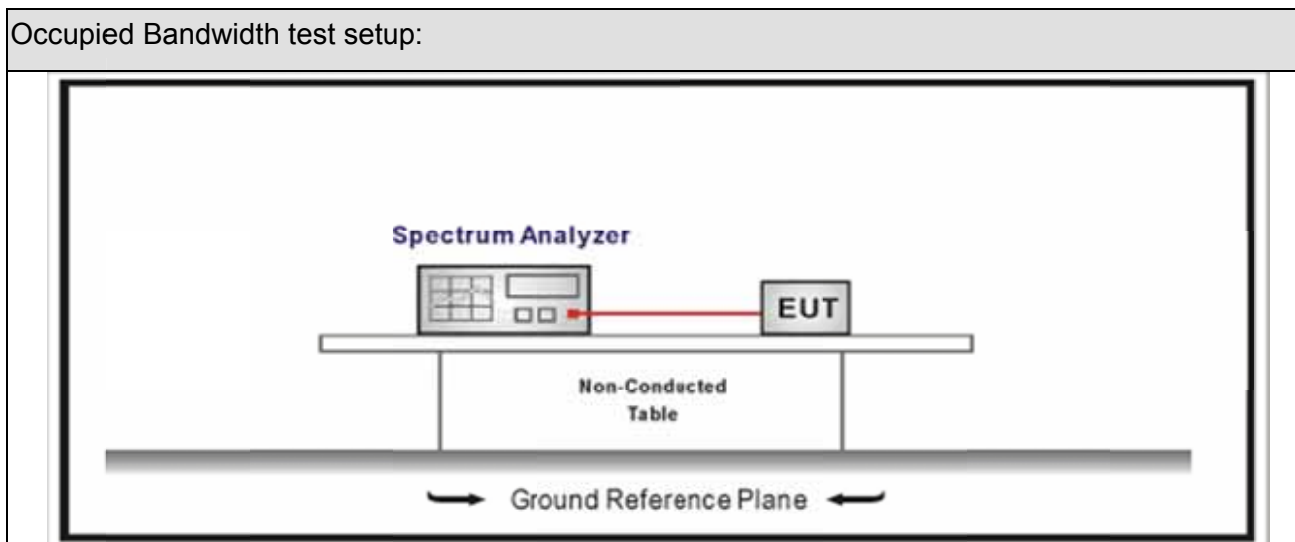 Occupied Bandwidth test setup:
Spectrum Analyzer
EUT
Non-Conducted
Table
Ground Reference Plane